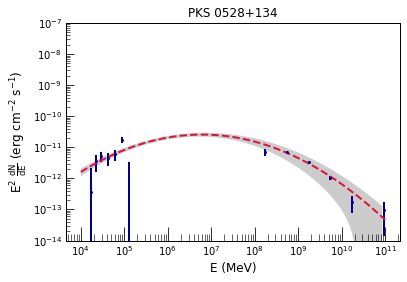 PKS 0528+134
E² dN/dE (erg cm⁻² s⁻¹)
10⁻⁷
10⁻⁸
10⁻⁹
10⁻¹⁰
10⁻¹¹
10⁻¹²
10⁻¹³
10⁻¹⁴
10⁴ 10⁵ 10⁶ 10⁷ 10⁸ 10⁹ 10¹⁰ 10¹¹
E (MeV)